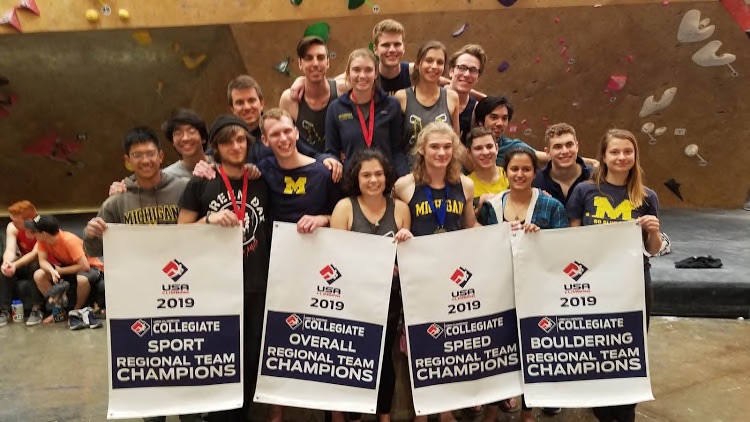 MICHIGAN
M
MICHIGAN
M
USA
CLIMBING
2019
COLLEGIATE
SPORT
REGIONAL TEAM
CHAMPIONS
USA
CLIMBING
2019
COLLEGIATE
OVERALL
REGIONAL TEAM
CHAMPIONS
USA
CLIMBING
2019
COLLEGIATE
SPEED
REGIONAL TEAM
CHAMPIONS
USA
CLIMBING
2019
COLLEGIATE
BOULDERING
REGIONAL TEAM
CHAMPIONS